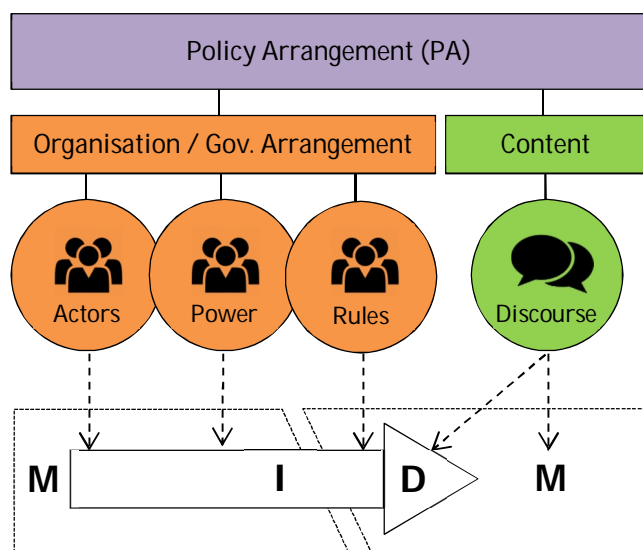 Policy Arrangement (PA)
Organisation / Gov. Arrangement
Content
Actors
Power
Rules
Discourse
M
I
D
M